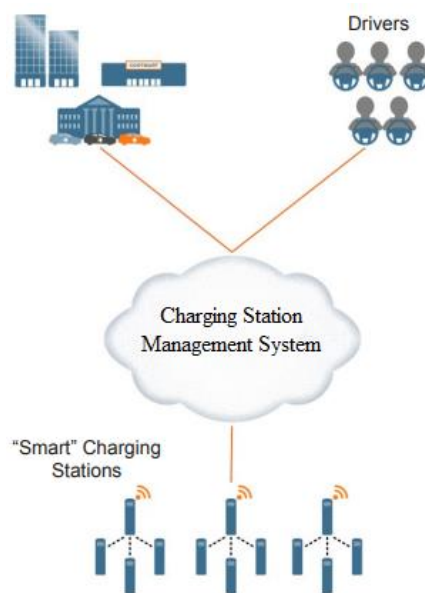 Drivers
Charging Station
Management System
“Smart” Charging
Stations